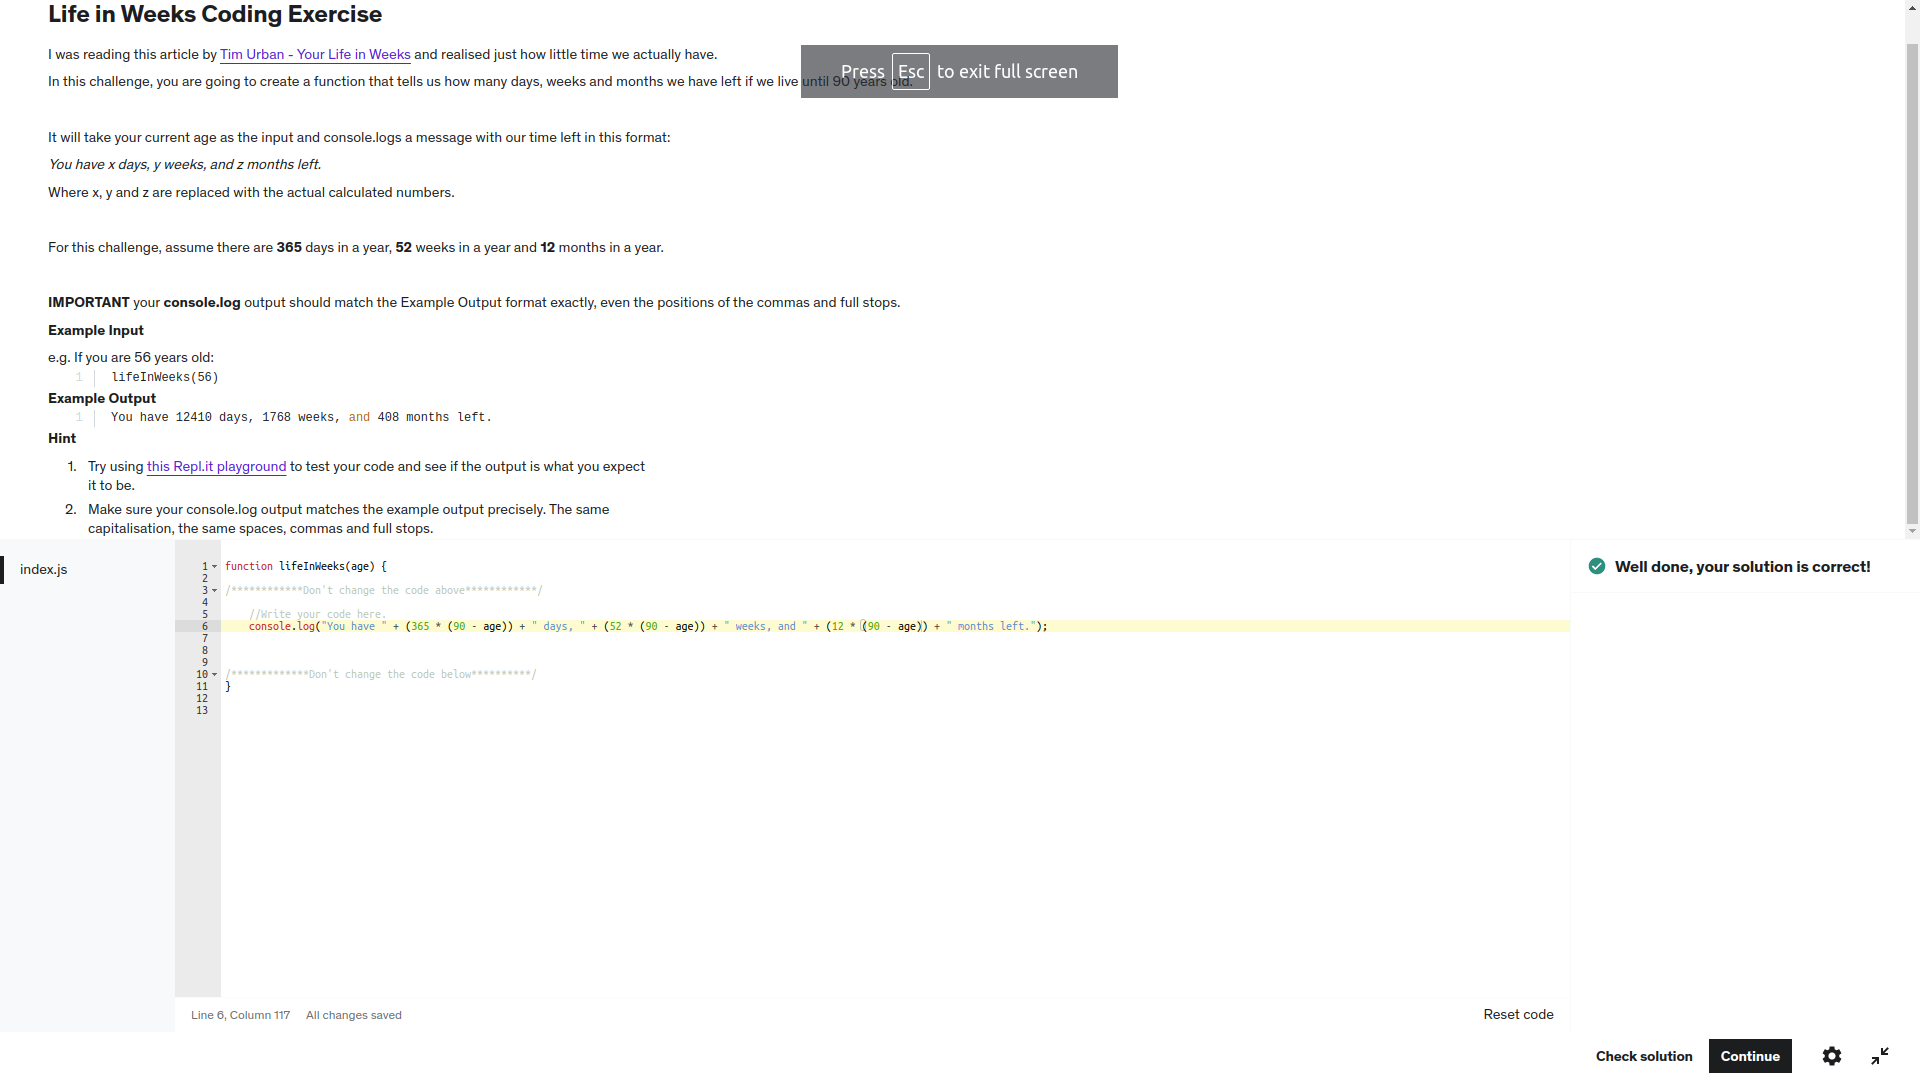 Life in Weeks Coding Exercise
I was reading this article by Tim Urban - Your Life in Weeks and realised just how little time we actually have.
Press Esc to exit full screen
In this challenge, you are going to create a function that tells us how many days, weeks and months we have left if we live until 90 years old.
It will take your current age as the input and console.logs a message with our time left in this format:
You have x days, y weeks, and z months left.
Where x, y and z are replaced with the actual calculated numbers.
For this challenge, assume there are 365 days in a year, 52 weeks in a year and 12 months in a year.
IMPORTANT your console.log output should match the Example Output format exactly, even the positions of the commas and full stops.
Example Input
e.g. If you are 56 years old:
1 lifeInWeeks(56)
Example Output
1 You have 12410 days, 1768 weeks, and 408 months left.
Hint
1. Try using this Repl.it playground to test your code and see if the output is what you expect
it to be.
2. Make sure your console.log output matches the example output precisely. The same
capitalisation, the same spaces, commas and full stops.
index.js
1 function lifeInWeeks(age) {
2
3 /************Don't change the code above************/
4
5 //Write your code here.
6 console.log("You have " + (365 * (90 - age)) + " days, " + (52 * (90 - age)) + " weeks, and " + (12 * (90 - age)) + " months left.");
7
8
9
10 /*************Don't change the code below**********/
11 }
12
13
Well done, your solution is correct!
Line 6, Column 117 All changes saved
Reset code
Check solution
Continue